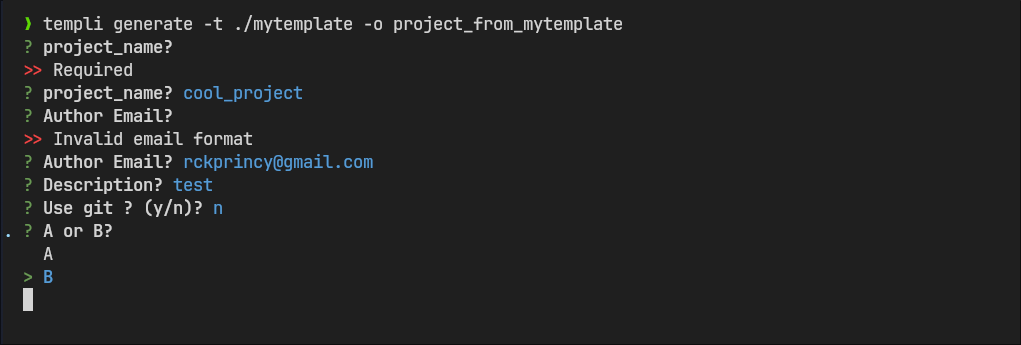 ❯ templi generate -t ./mytemplate -o project_from_mytemplate
? project_name?
>> Required
? project_name? cool_project
? Author Email?
>> Invalid email format
? Author Email? rckprincy@gmail.com
? Description? test
? Use git ? (y/n)? n
. ? A or B?
A
> B